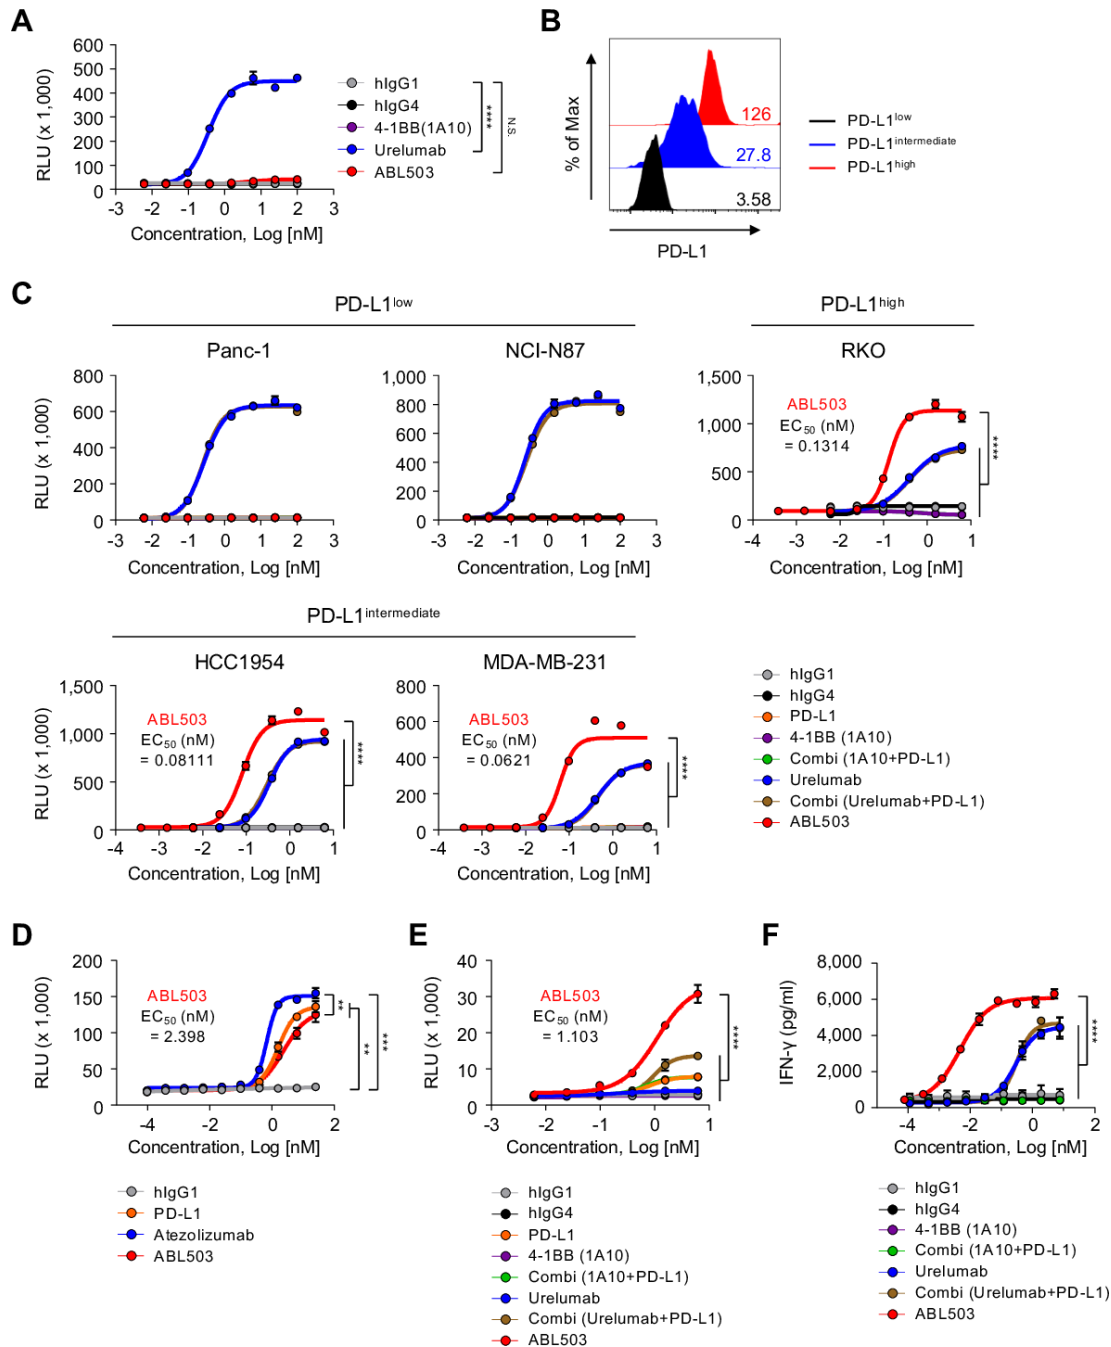 A
RLU (x 1,000)
600
500
400
300
200
100
0
-3 -2 -1 0 1 2 3
Concentration, Log [nM]
hIgG1
hIgG4
4-1BB(1A10)
Urelumab
ABL503
****
N.S.
B
% of Max
126
27.8
3.58
PD-L1
PD-L1low
PD-L1intermediate
PD-L1high
C
PD-L1low
PD-L1high
Panc-1
RLU (x 1,000)
800
600
400
200
0
-3 -2 -1 0 1 2 3
Concentration, Log [nM]
NCI-N87
1,000
800
600
400
200
0
-3 -2 -1 0 1 2 3
Concentration, Log [nM]
RKO
1,500
1,000
500
0
ABL503
EC50 (nM)
= 0.1314
****
-4 -3 -2 -1 0 1
Concentration, Log [nM]
PD-L1intermediate
HCC1954
RLU (x 1,000)
1,500
1,000
500
0
ABL503
EC50 (nM)
= 0.08111
****
-4 -3 -2 -1 0 1
Concentration, Log [nM]
MDA-MB-231
800
600
400
200
0
ABL503
EC50 (nM)
= 0.0621
****
-4 -3 -2 -1 0 1
Concentration, Log [nM]
hIgG1
hIgG4
PD-L1
4-1BB (1A10)
Combi (1A10+PD-L1)
Urelumab
Combi (Urelumab+PD-L1)
ABL503
D
RLU (x 1,000)
200
150
100
50
0
ABL503
EC50 (nM)
= 2.398
**
**
***
-4 -2 0 2
Concentration, Log [nM]
hIgG1
PD-L1
Atezolizumab
ABL503
E
RLU (x 1,000)
40
30
20
10
0
ABL503
EC50 (nM)
= 1.103
****
-3 -2 -1 0 1
Concentration, Log [nM]
hIgG1
hIgG4
PD-L1
4-1BB (1A10)
Combi (1A10+PD-L1)
Urelumab
Combi (Urelumab+PD-L1)
ABL503
F
IFN-γ (pg/ml)
8,000
6,000
4,000
2,000
0
****
-4 -2 0 2
Concentration, Log [nM]
hIgG1
hIgG4
4-1BB (1A10)
Combi (1A10+PD-L1)
Urelumab
Combi (Urelumab+PD-L1)
ABL503